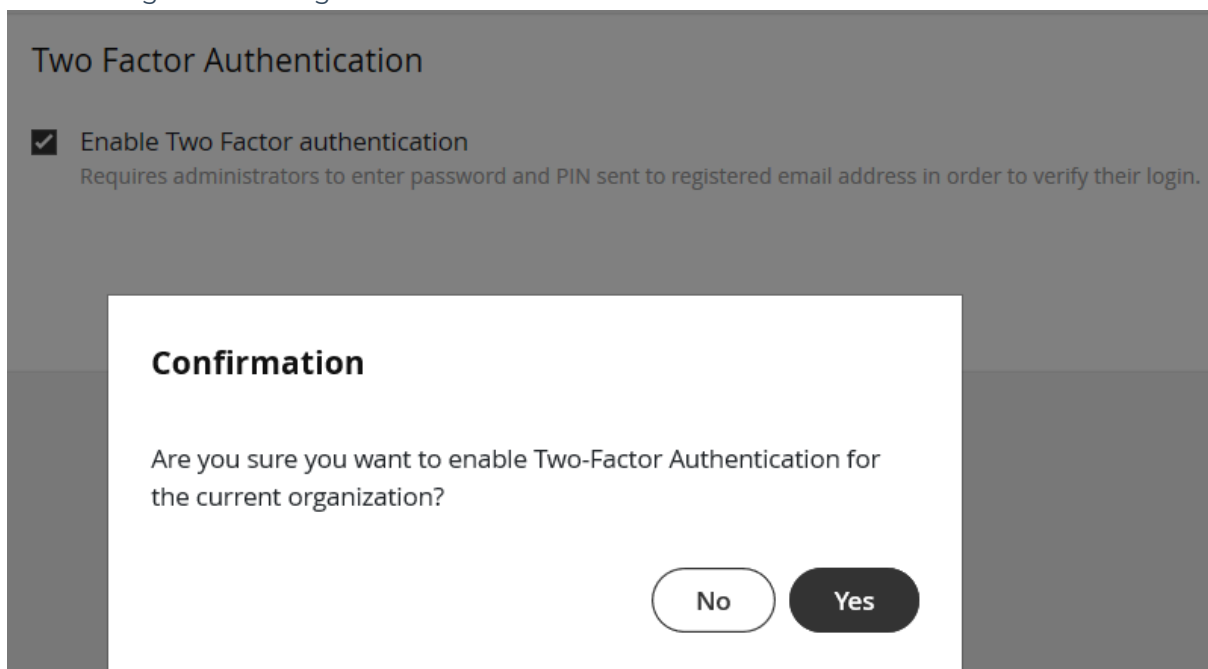 Two Factor Authentication
Enable Two Factor authentication
Requires administrators to enter password and PIN sent to registered email address in order to verify their login.
Confirmation
Are you sure you want to enable Two-Factor Authentication for
the current organization?
No
Yes